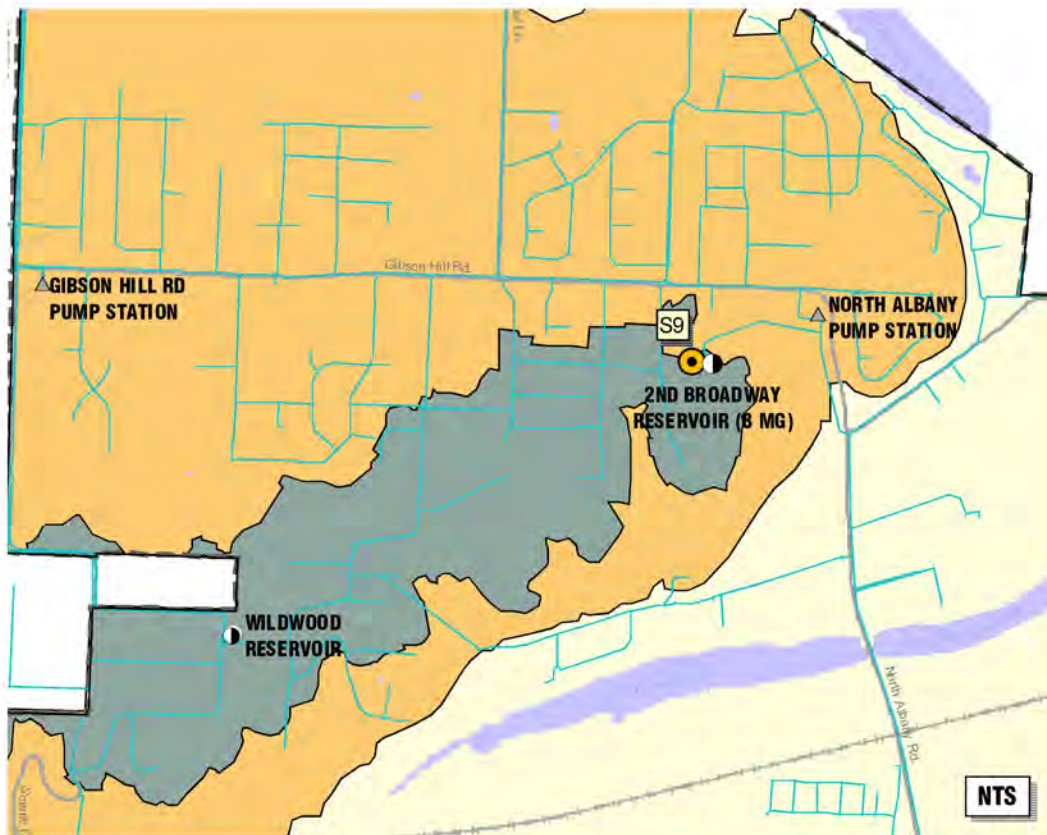 Gibson Hill Rd.
GIBSON HILL RD
PUMP STATION
NORTH ALBANY
PUMP STATION
S9
2ND BROADWAY
RESERVOIR (B MG)
WILDWOOD
RESERVOIR
North Albany Rd.
NTS